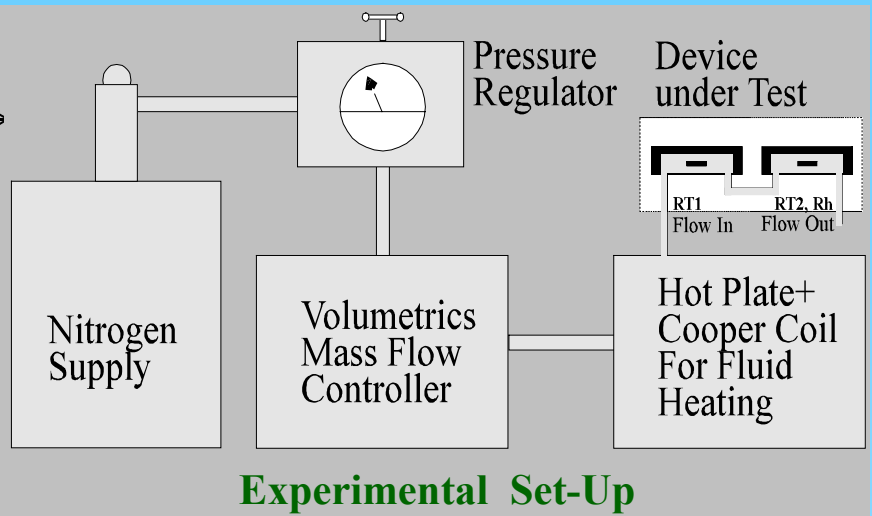 Pressure
Regulator
Device
under Test
RT1
Flow In
RT2, Rh
Flow Out
Nitrogen
Supply
Volumetrics
Mass Flow
Controller
Hot Plate+
Cooper Coil
For Fluid
Heating
Experimental Set-Up